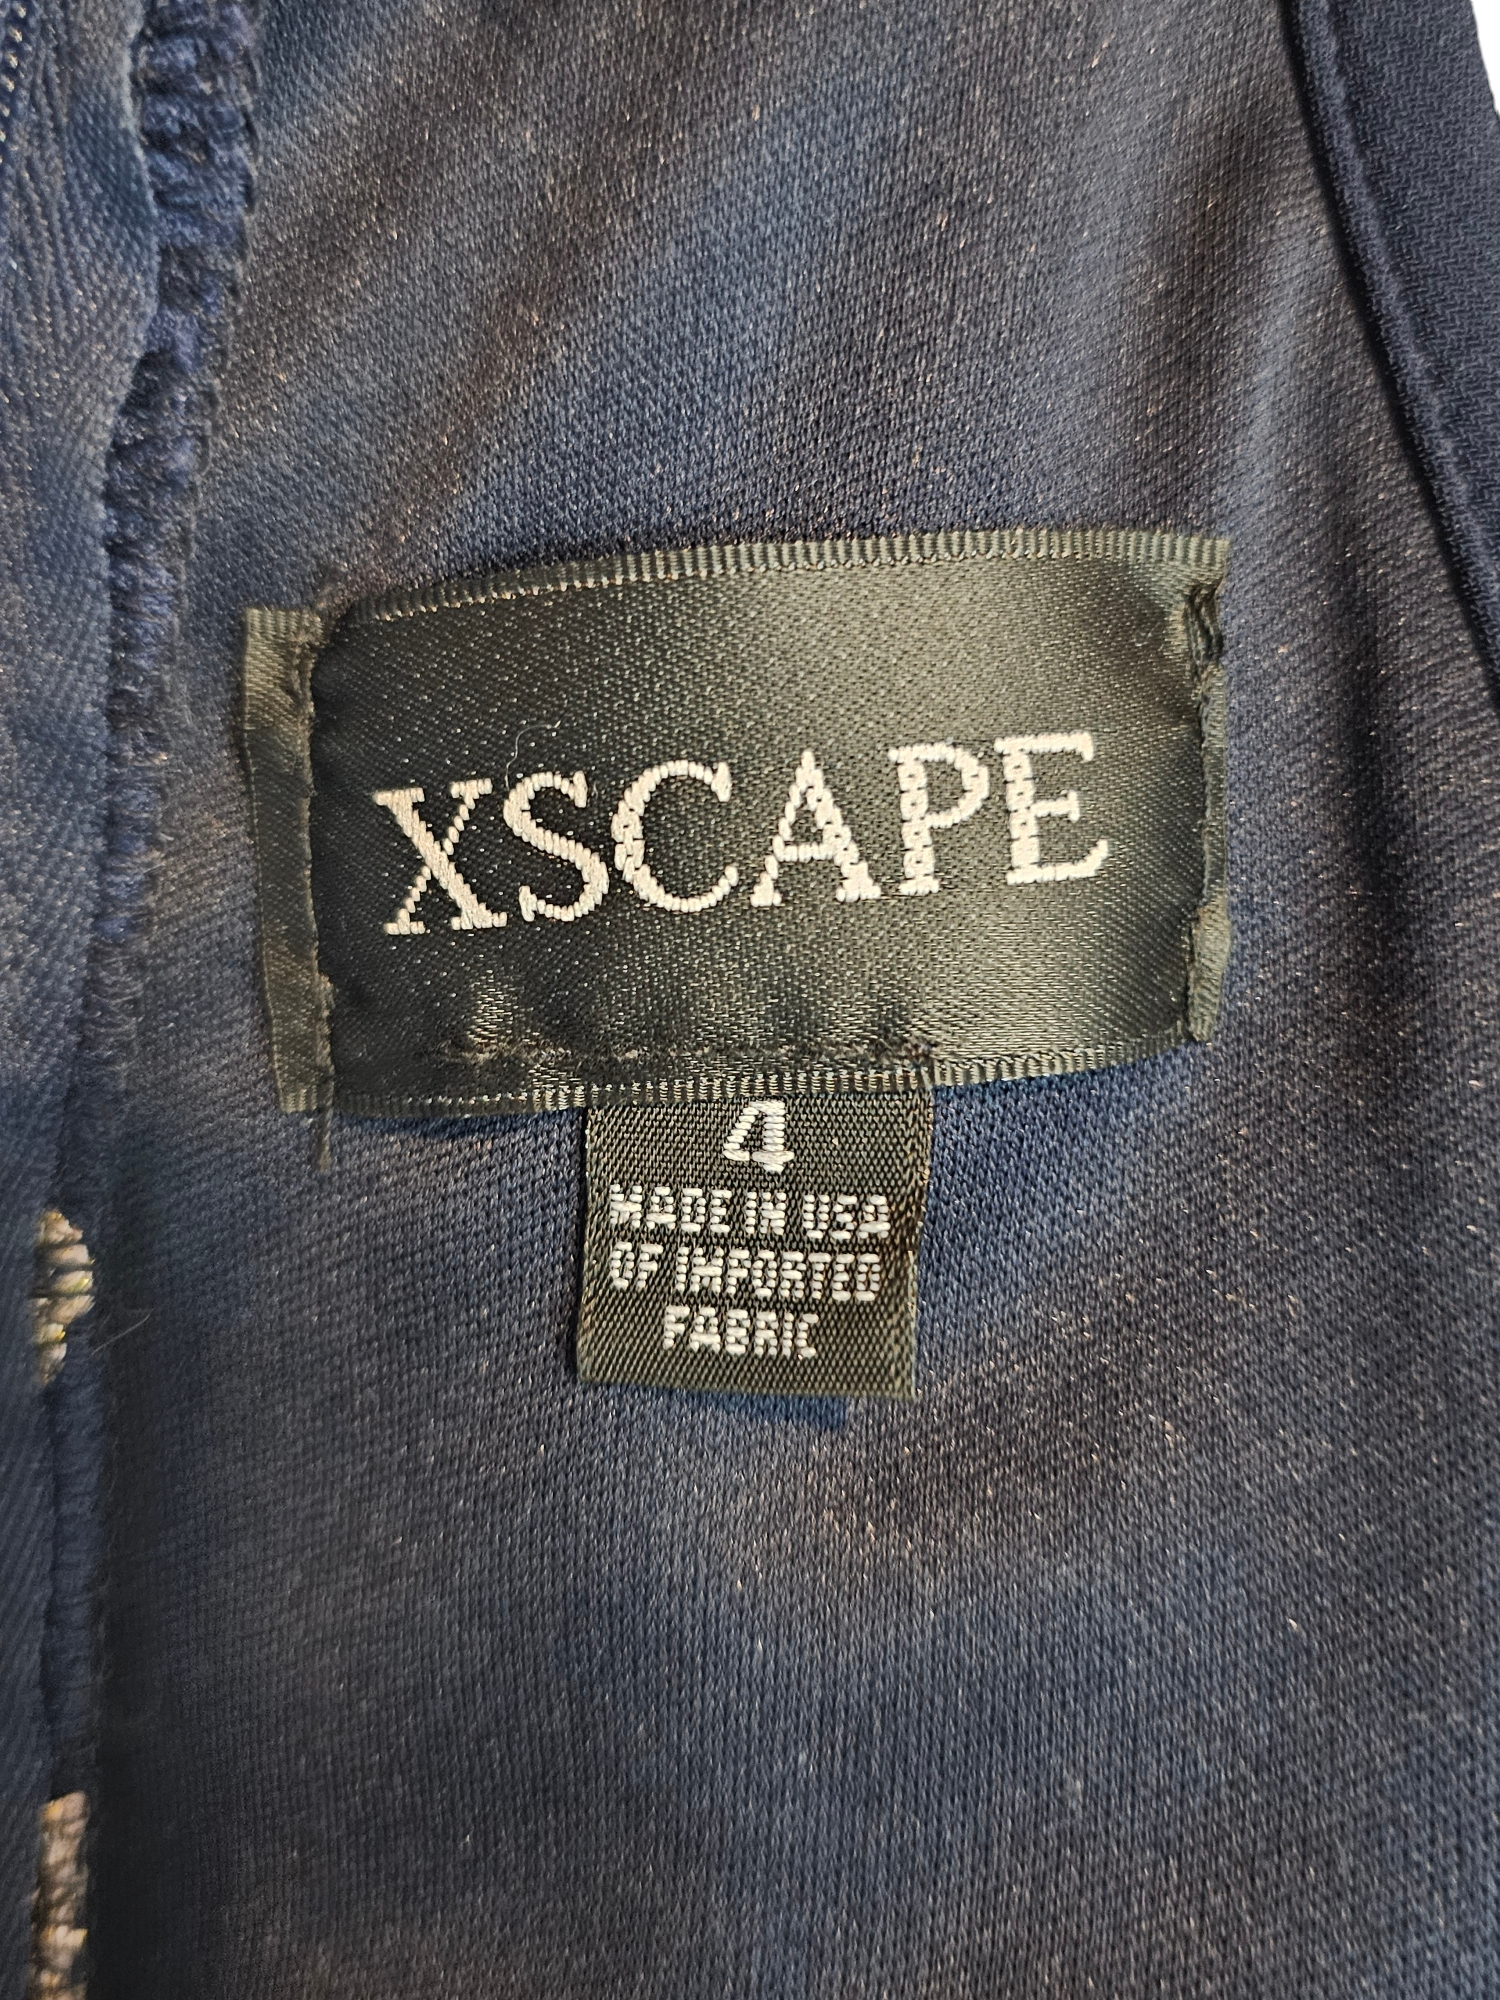 XSCAPE
4
MADE IN USA
OF IMPORTED
FABRIC